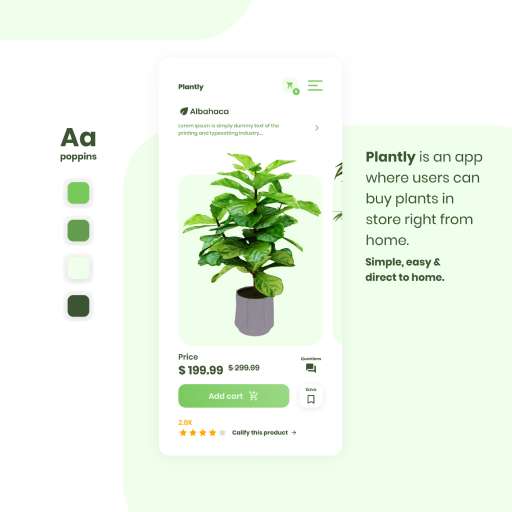 Plantly
Albahaca
Lorem Ipsum is simply dummy text of the
printing and typesetting industry...
Aa
poppins
Plantly is an app
where users can
buy plants in
store right from
home.
Simple, easy &
direct to home.
Price
$ 199.99 $ 299.99
Questions
Add cart
Save
2.8K
Calify this product →